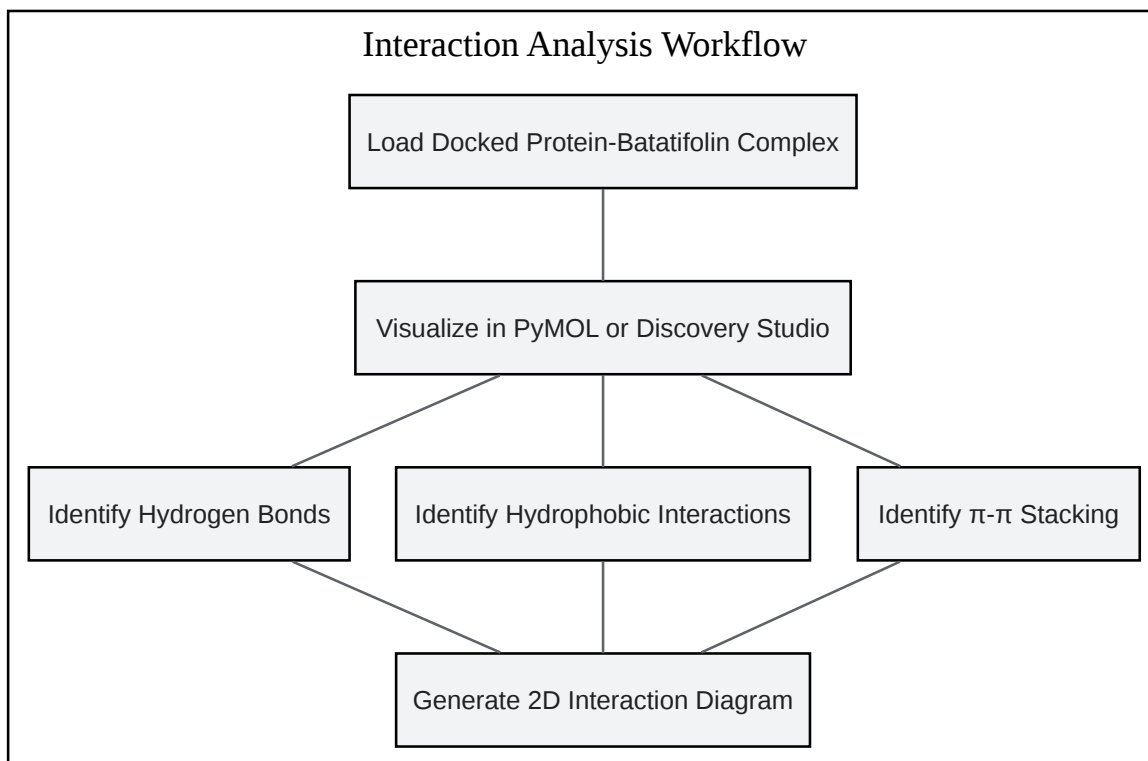 Interaction Analysis Workflow
Load Docked Protein-Batatifolin Complex
Visualize in PyMOL or Discovery Studio
Identify Hydrogen Bonds
Identify Hydrophobic Interactions
Identify π-π Stacking
Generate 2D Interaction Diagram